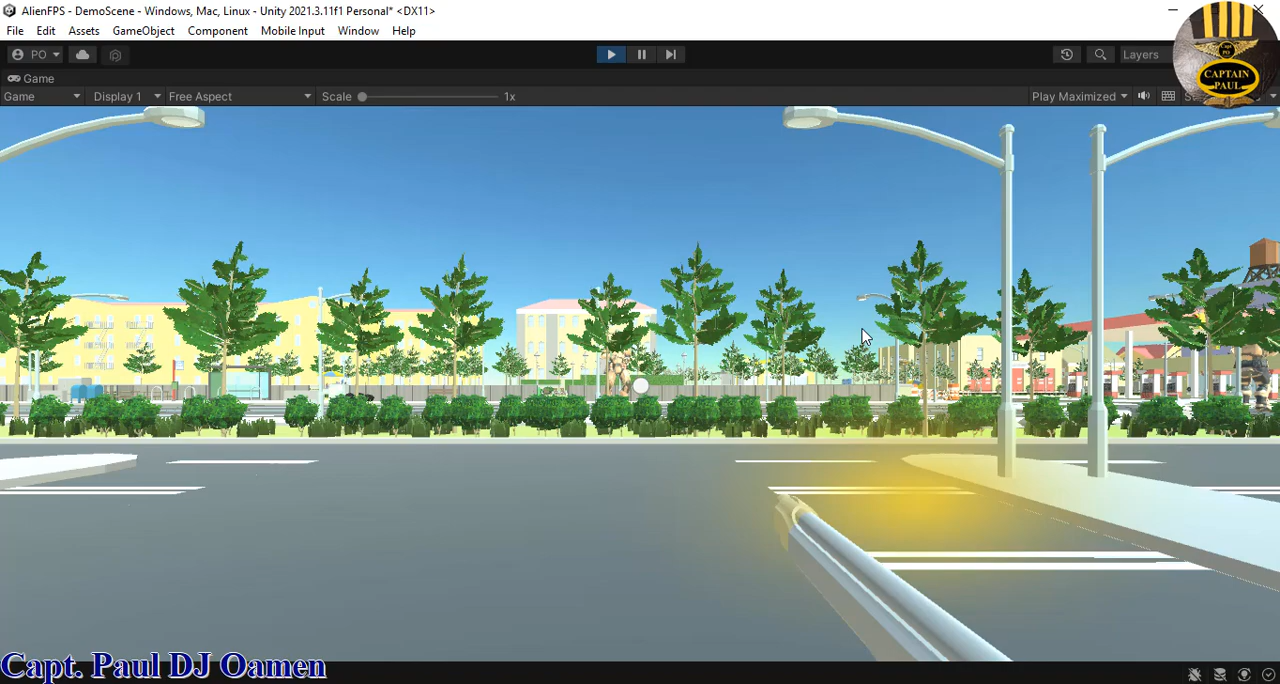 AlienFPS - DemoScene - Windows, Mac, Linux - Unity 2021.3.11f1 Personal* <DX11>
File Edit Assets GameObject Component Mobile Input Window Help
PO Layers
Game
Game Display 1 Free Aspect Scale 1x Play Maximized
CAPTAIN
PAUL
Capt. Paul DJ Oamen